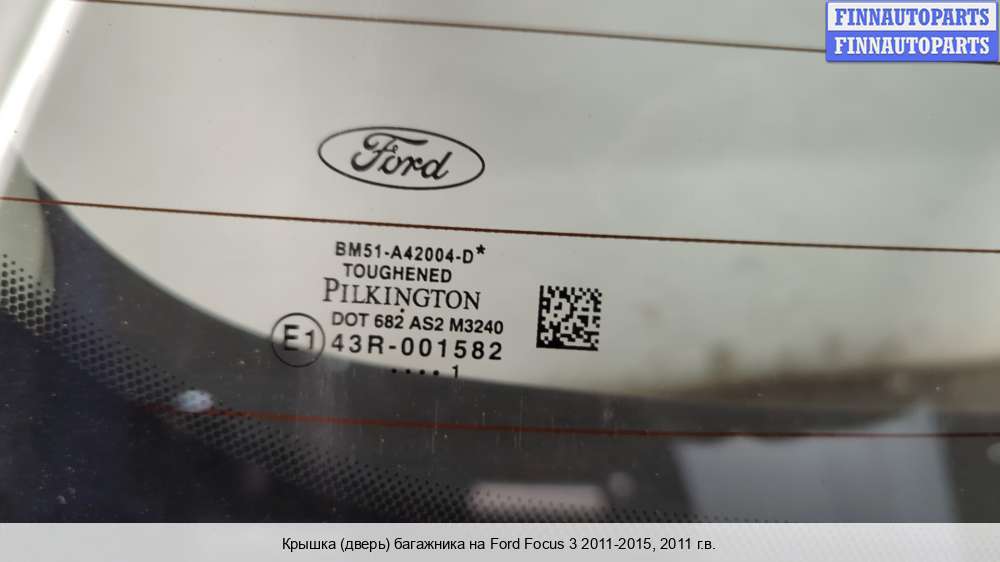 FINNAUTOPARTS
FINNAUTOPARTS
Ford
BM51-A42004-D*
TOUGHENED
PILKINGTON
DOT 682 AS2 M3240
E1 43R-001582
.... 1
Крышка (дверь) багажника на Ford Focus 3 2011-2015, 2011 г.в.